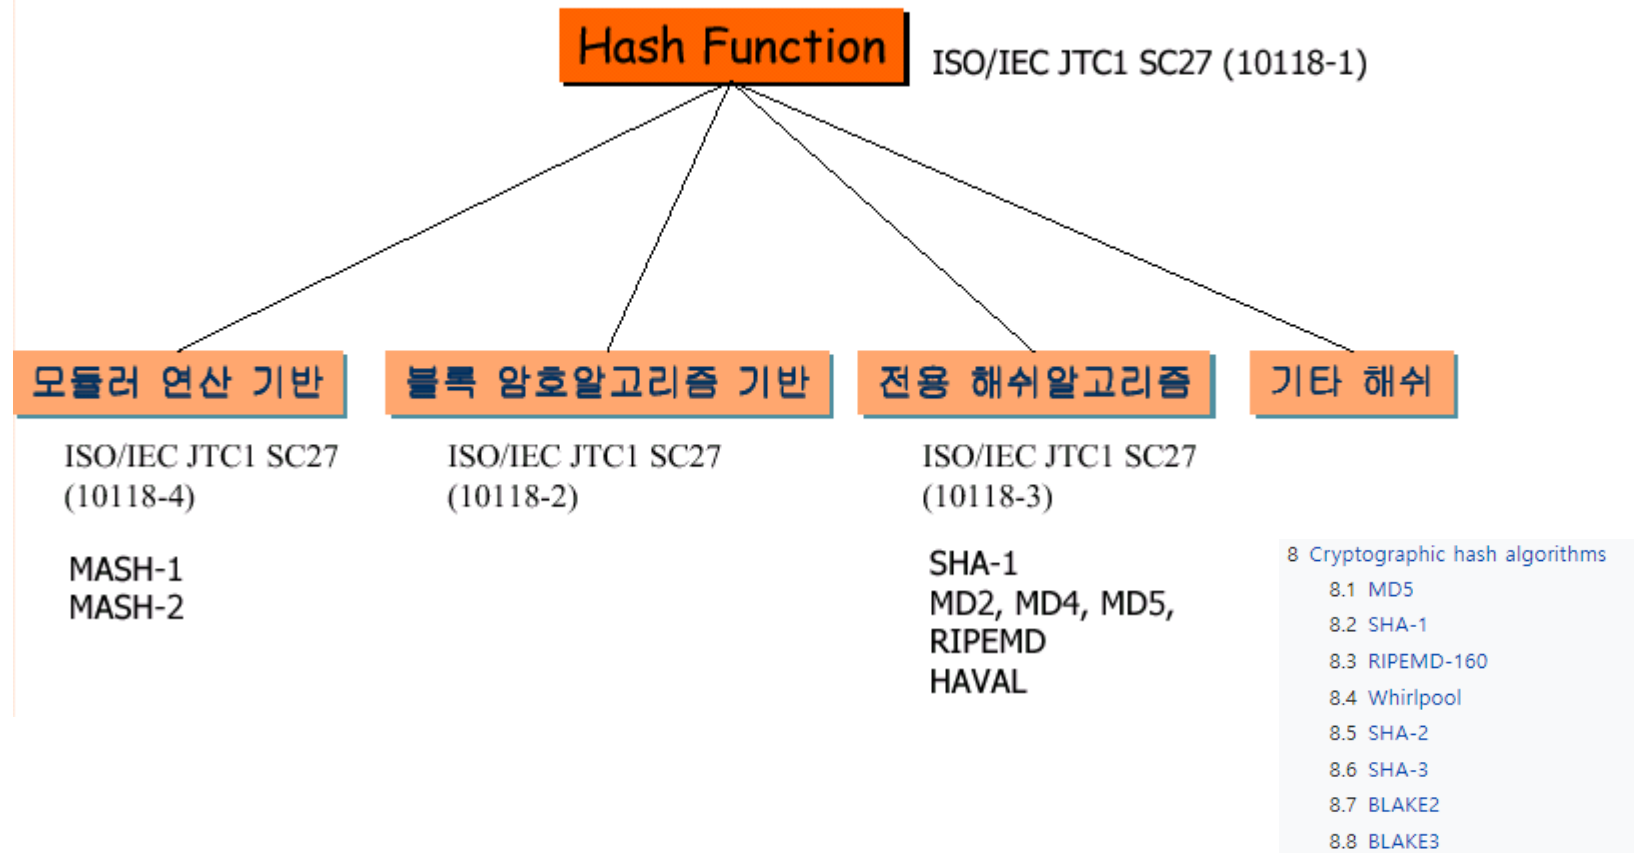 Hash Function
ISO/IEC JTC1 SC27 (10118-1)
모듈러 연산 기반
ISO/IEC JTC1 SC27
(10118-4)
MASH-1
MASH-2
블록 암호알고리즘 기반
ISO/IEC JTC1 SC27
(10118-2)
전용 해쉬알고리즘
ISO/IEC JTC1 SC27
(10118-3)
SHA-1
MD2, MD4, MD5,
RIPEMD
HAVAL
기타 해쉬
8 Cryptographic hash algorithms
8.1 MD5
8.2 SHA-1
8.3 RIPEMD-160
8.4 Whirlpool
8.5 SHA-2
8.6 SHA-3
8.7 BLAKE2
8.8 BLAKE3